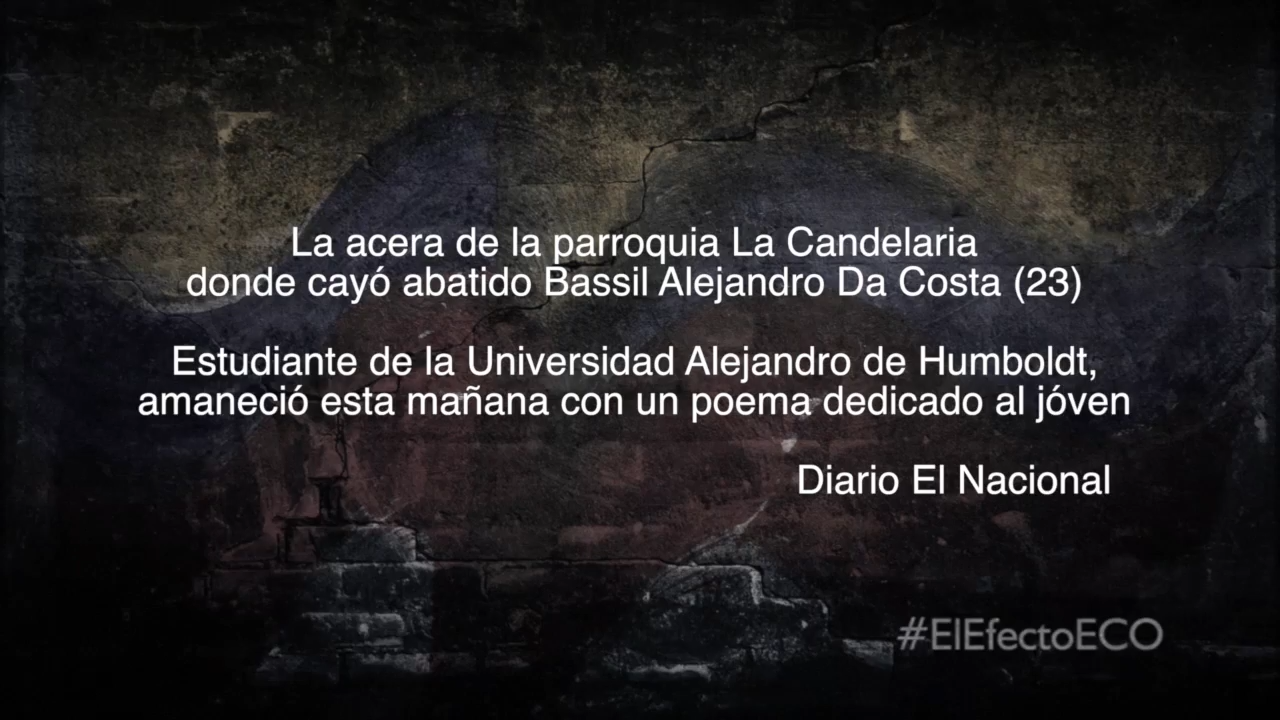 La acera de la parroquia La Candelaria
donde cayó abatido Bassil Alejandro Da Costa (23)
Estudiante de la Universidad Alejandro de Humboldt,
amaneció esta mañana con un poema dedicado al jóven
Diario El Nacional
#ElEfectoECO